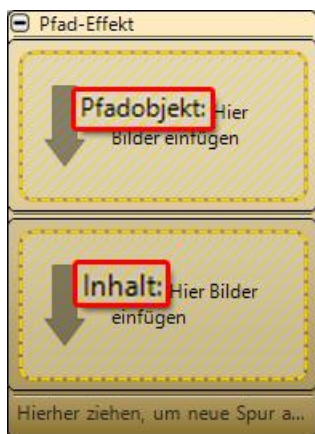 Pfad-Effekt
Pfadobjekt: Hier
Bilder einfügen
Inhalt: Hier Bilder
einfügen
Hierher ziehen, um neue Spur a...